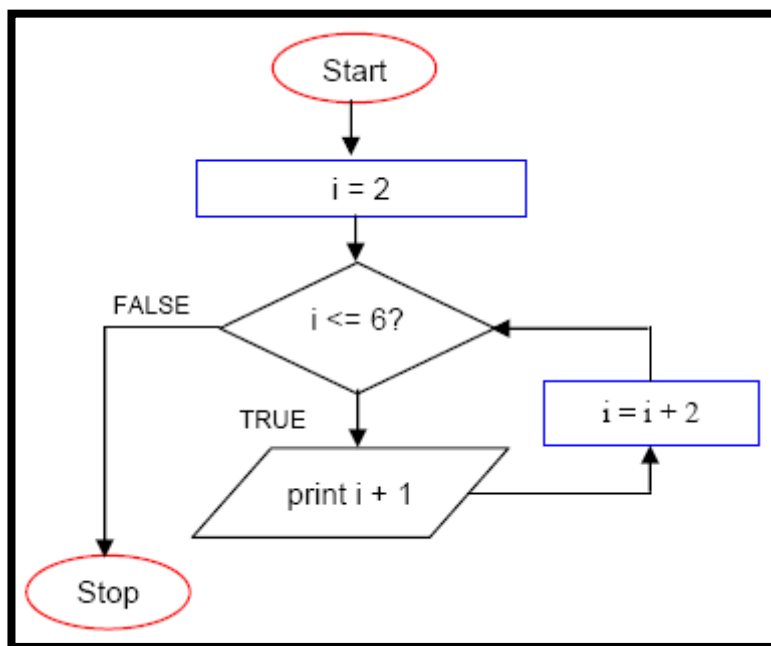 Start
i = 2
FALSE
i <= 6?
TRUE
i = i + 2
print i + 1
Stop